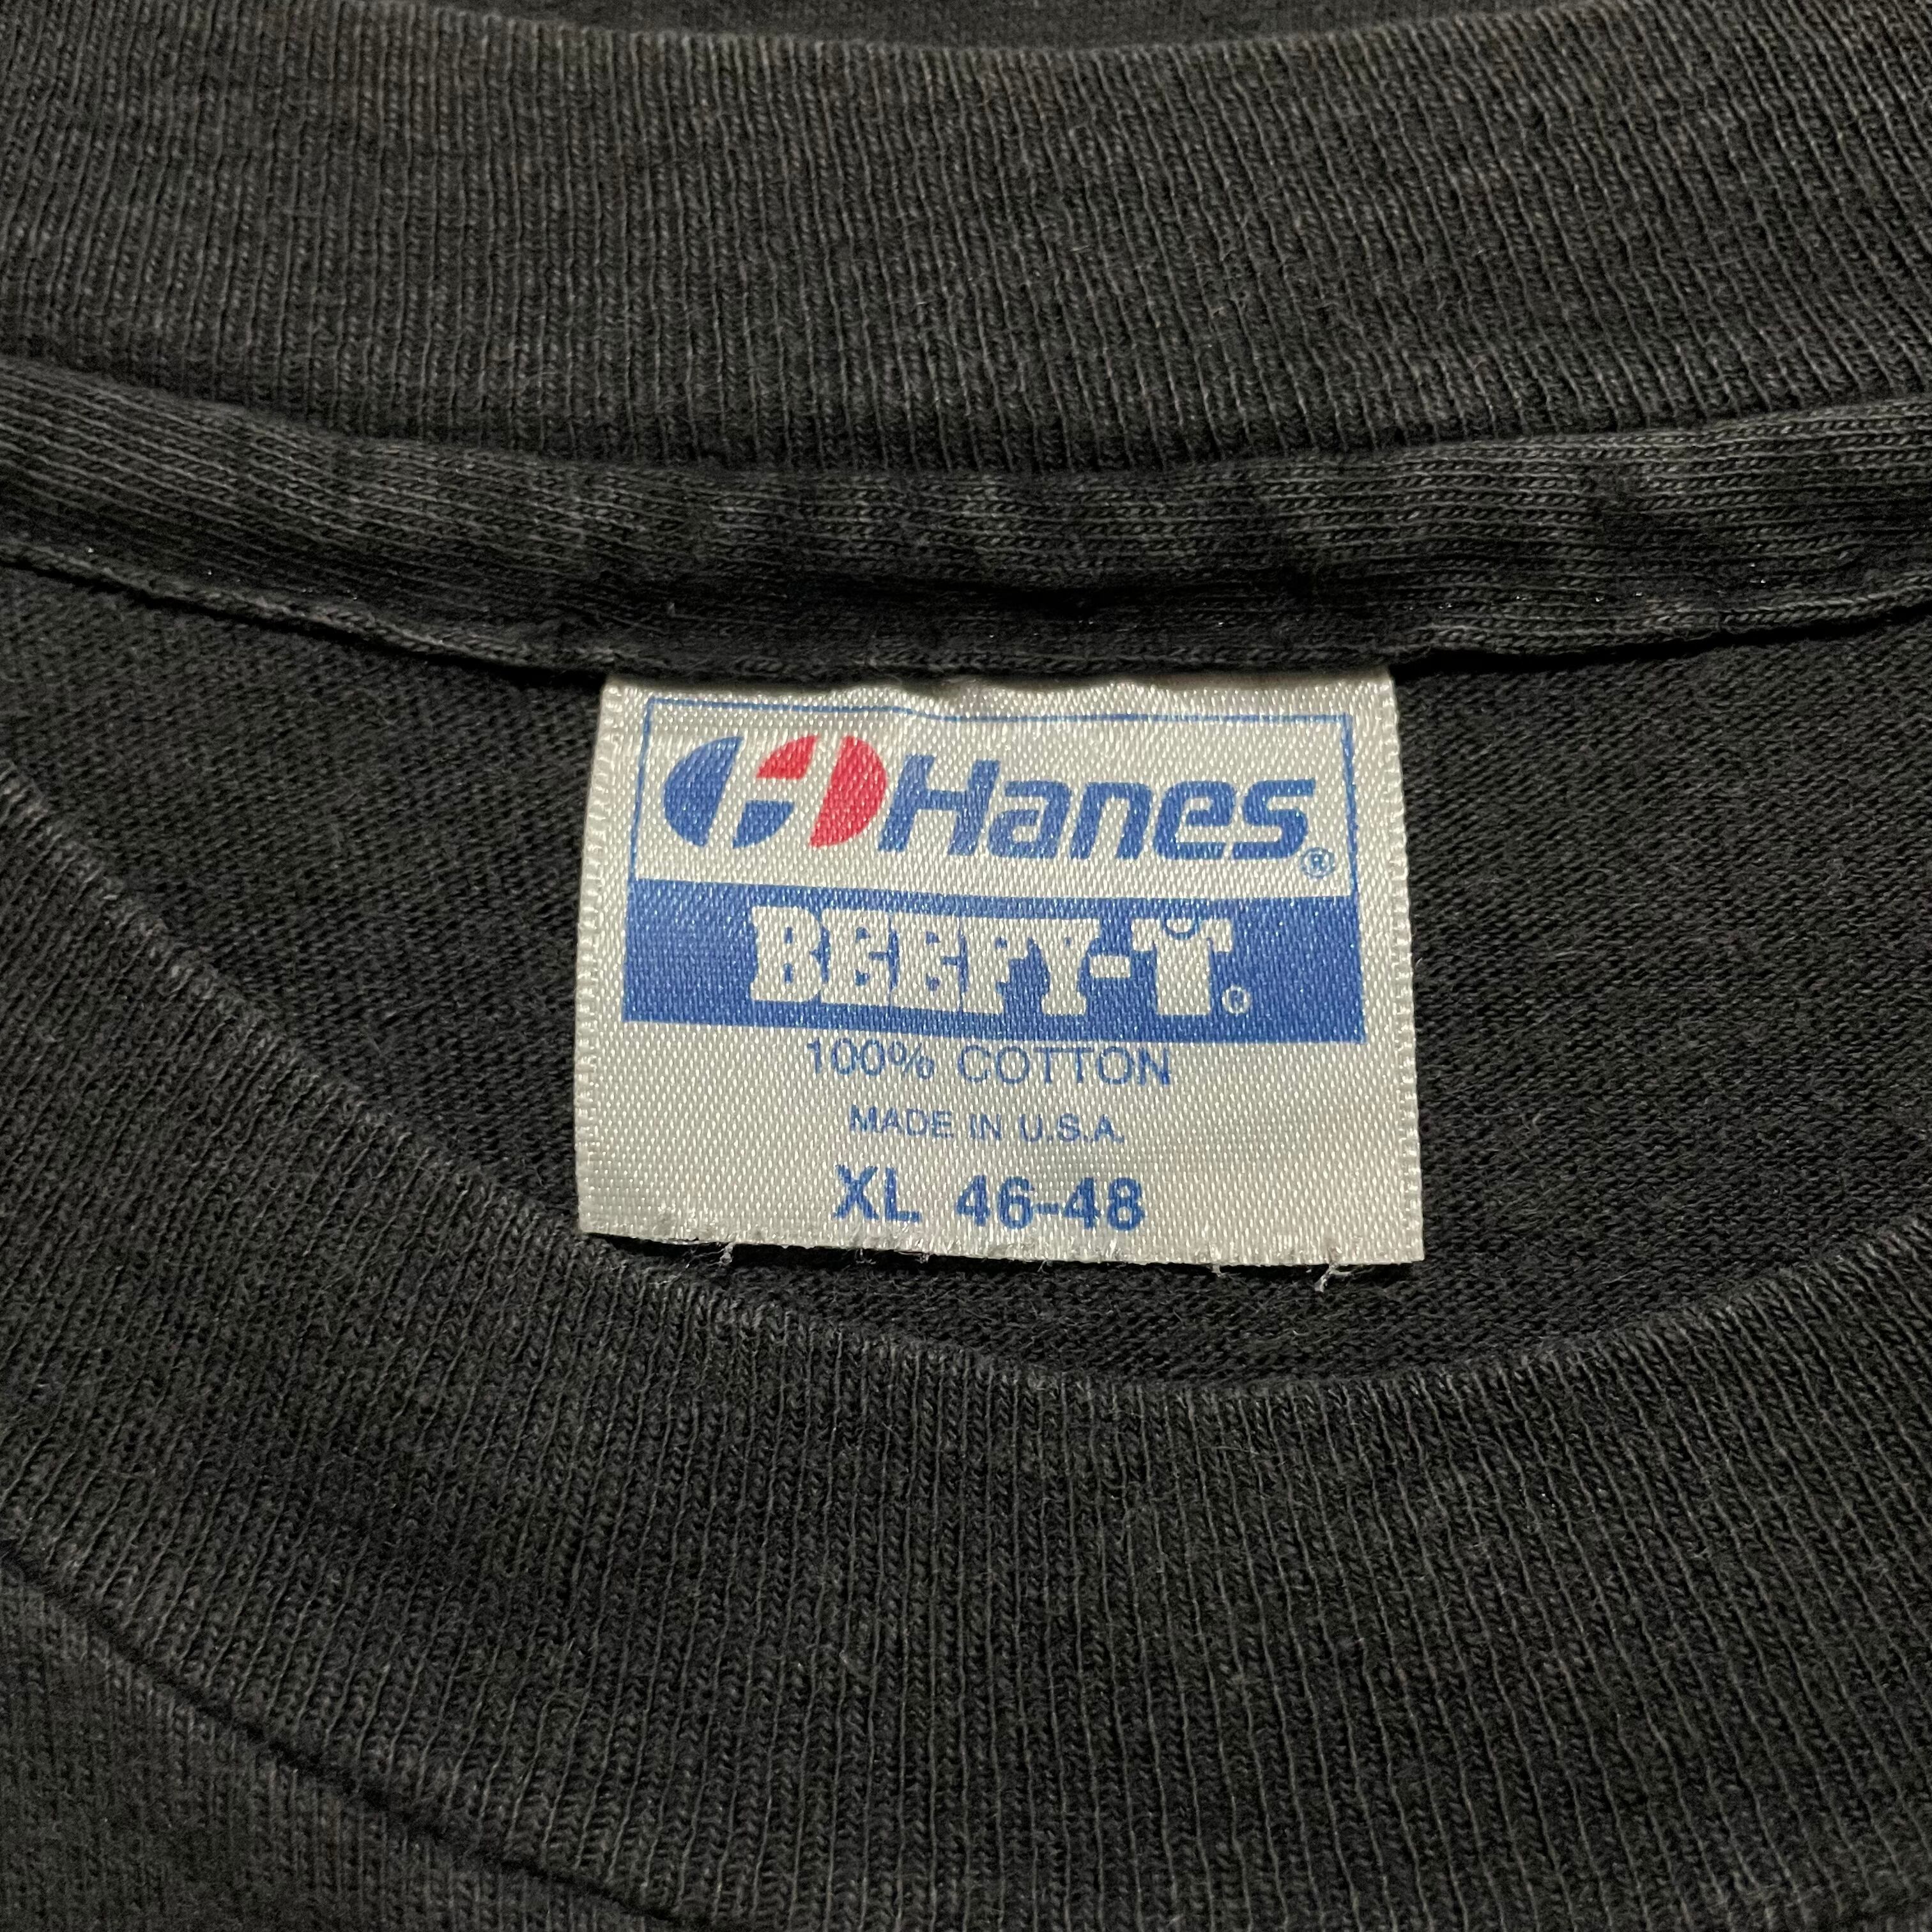 Hanes®
BEEFY-T®
100% COTTON
MADE IN U.S.A.
XL 46-48